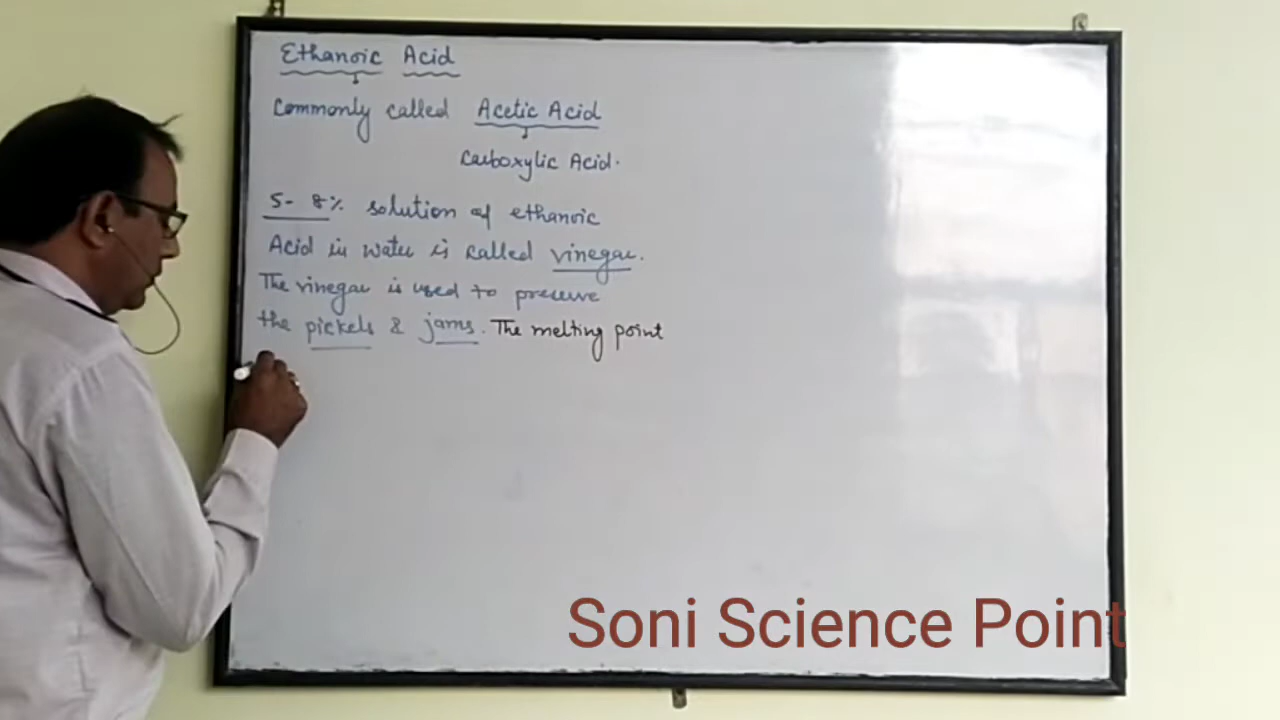 Ethanoic Acid
Commonly called Acetic Acid
Carboxylic Acid.
5-8% solution of ethanoic
Acid in water is called vinegar.
The vinegar is used to preserve
the pickels & jams. The melting point
Soni Science Point